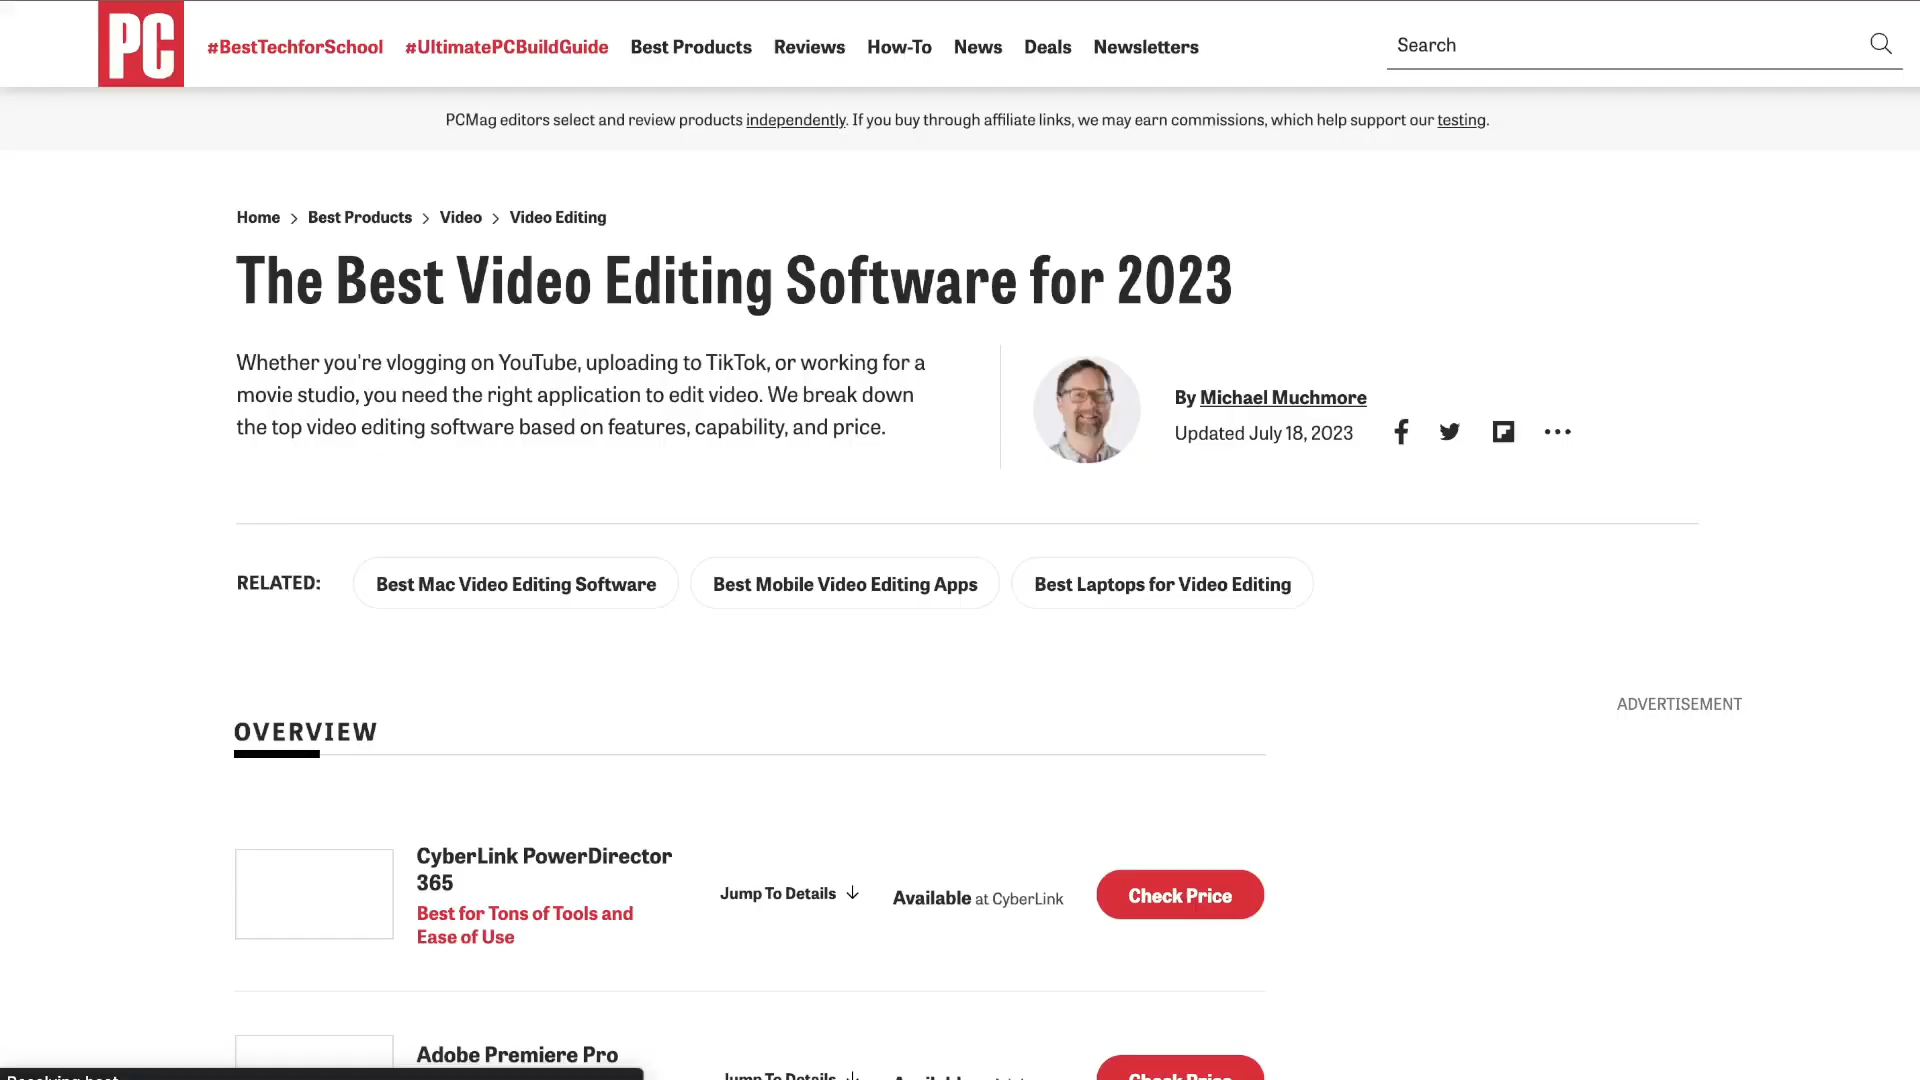 PC
#BestTechforSchool #UltimatePCBuildGuide Best Products Reviews How-To News Deals Newsletters
Search
PCMag editors select and review products independently. If you buy through affiliate links, we may earn commissions, which help support our testing.
Home > Best Products > Video > Video Editing
The Best Video Editing Software for 2023
Whether you're vlogging on YouTube, uploading to TikTok, or working for a
movie studio, you need the right application to edit video. We break down
the top video editing software based on features, capability, and price.
By Michael Muchmore
Updated July 18, 2023
RELATED: Best Mac Video Editing Software Best Mobile Video Editing Apps Best Laptops for Video Editing
ADVERTISEMENT
OVERVIEW
CyberLink PowerDirector
365
Best for Tons of Tools and
Ease of Use
Jump To Details
Available at CyberLink
Check Price
Adobe Premiere Pro
Jump To Details
Check Price